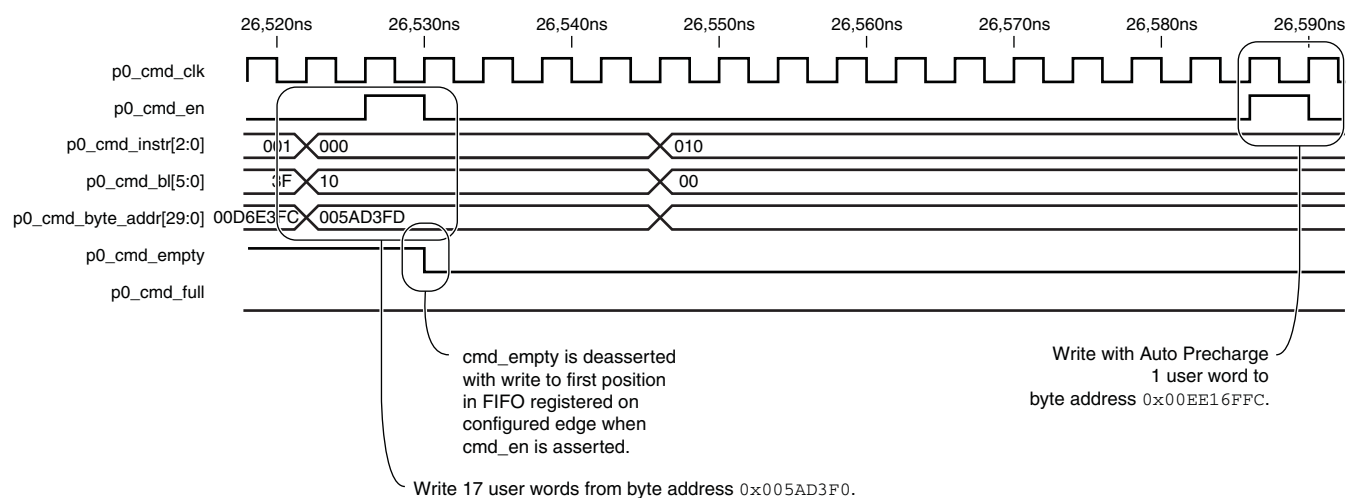 26,520ns 26,530ns 26,540ns 26,550ns 26,560ns 26,570ns 26,580ns 26,590ns
p0_cmd_clk
p0_cmd_en
p0_cmd_instr[2:0] 001 000 010
p0_cmd_bl[5:0] 3F 10 00
p0_cmd_byte_addr[29:0] 00D6E3FC 005AD3FD
p0_cmd_empty
p0_cmd_full
cmd_empty is deasserted
with write to first position
in FIFO registered on
configured edge when
cmd_en is asserted.
Write with Auto Precharge
1 user word to
byte address 0x00EE16FFC.
Write 17 user words from byte address 0x005AD3F0.